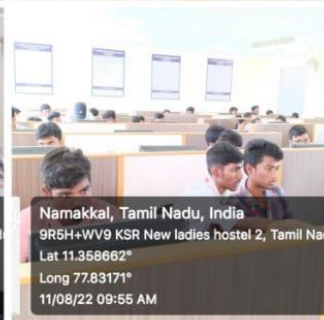 Namakkal, Tamil Nadu, India
9R5H+WV9 KSR New ladies hostel 2, Tamil Na
Lat 11.358662°
Long 77.83171°
11/08/22 09:55 AM